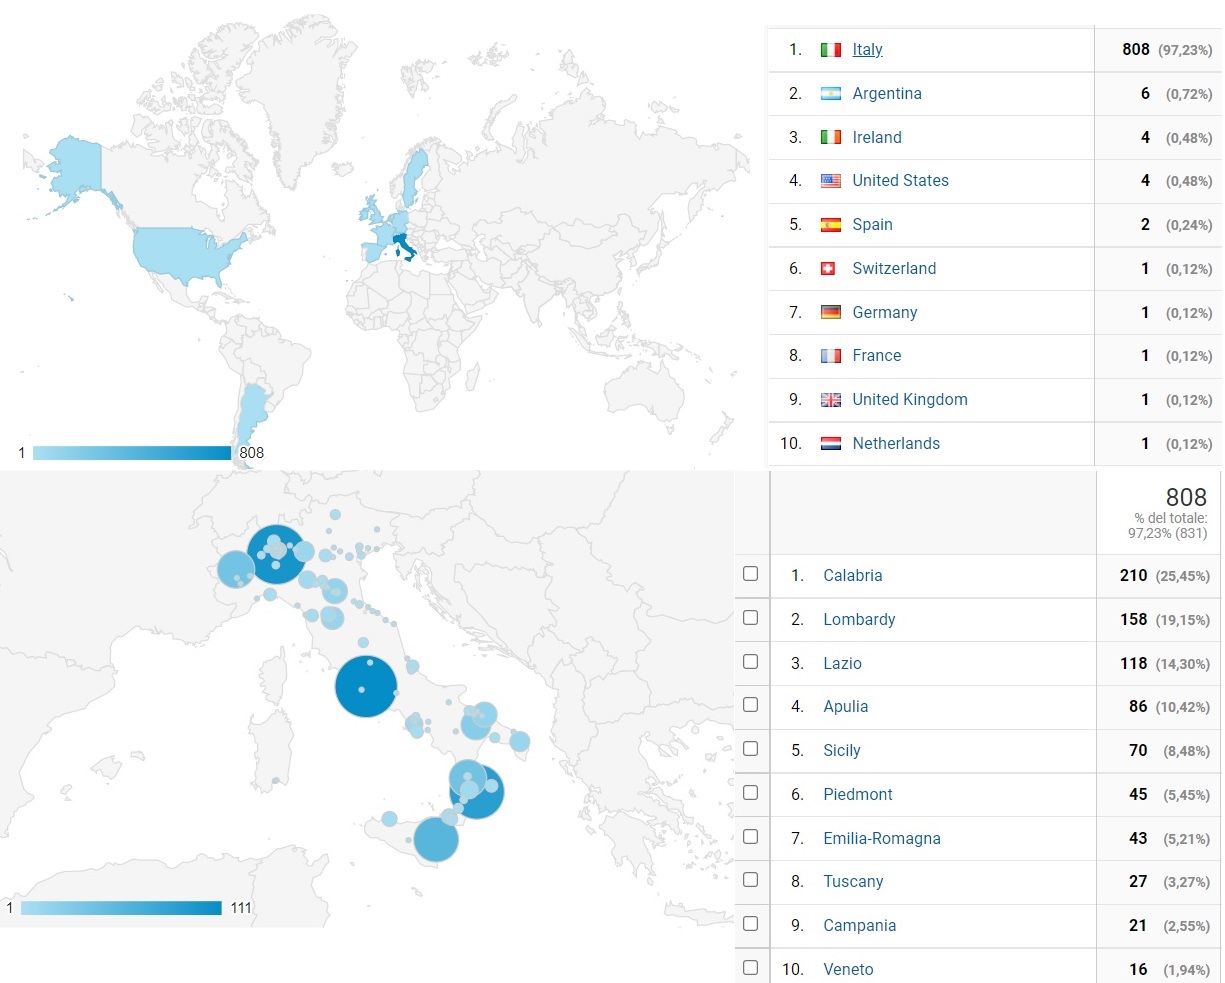 1. Italy 808 (97,23%)
2. Argentina 6 (0,72%)
3. Ireland 4 (0,48%)
4. United States 4 (0,48%)
5. Spain 2 (0,24%)
6. Switzerland 1 (0,12%)
7. Germany 1 (0,12%)
8. France 1 (0,12%)
9. United Kingdom 1 (0,12%)
10. Netherlands 1 (0,12%)
1 808
808
% del totale:
97,23% (831)
1. Calabria 210 (25,45%)
2. Lombardy 158 (19,15%)
3. Lazio 118 (14,30%)
4. Apulia 86 (10,42%)
5. Sicily 70 (8,48%)
6. Piedmont 45 (5,45%)
7. Emilia-Romagna 43 (5,21%)
8. Tuscany 27 (3,27%)
9. Campania 21 (2,55%)
10. Veneto 16 (1,94%)
1 111